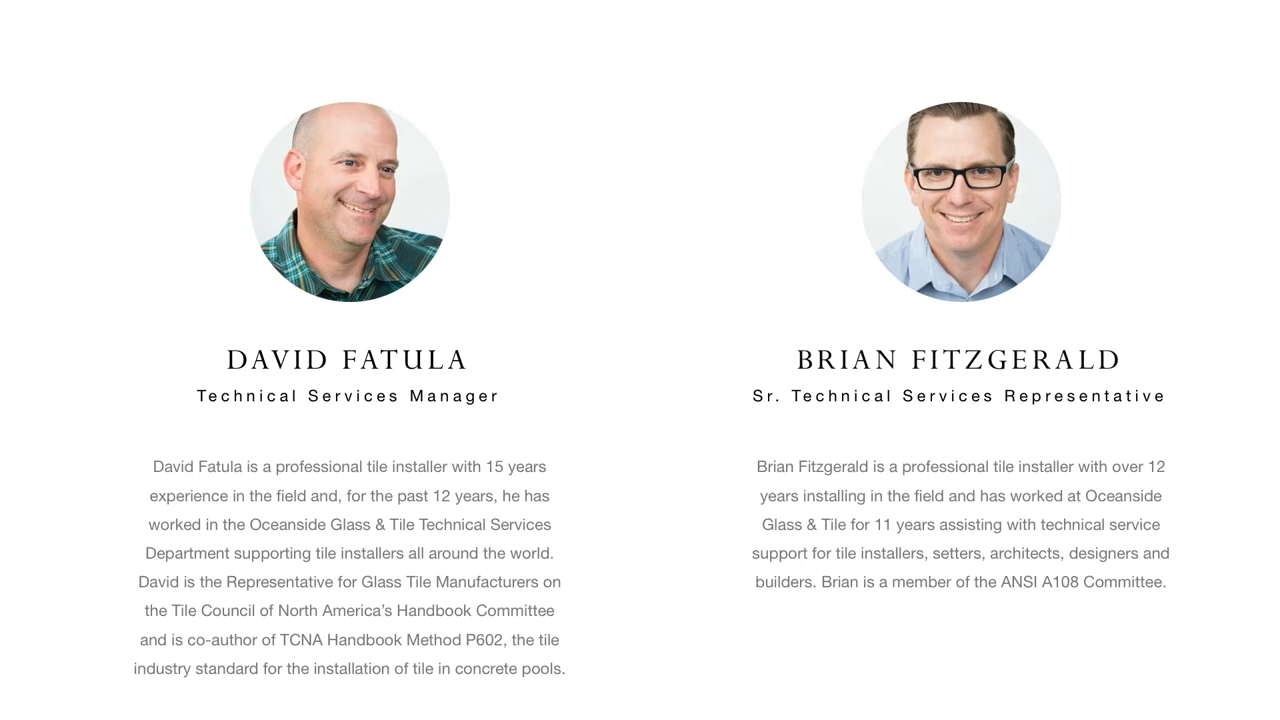 DAVID FATULA
Technical Services Manager
David Fatula is a professional tile installer with 15 years
experience in the field and, for the past 12 years, he has
worked in the Oceanside Glass & Tile Technical Services
Department supporting tile installers all around the world.
David is the Representative for Glass Tile Manufacturers on
the Tile Council of North America’s Handbook Committee
and is co-author of TCNA Handbook Method P602, the tile
industry standard for the installation of tile in concrete pools.
BRIAN FITZGERALD
Sr. Technical Services Representative
Brian Fitzgerald is a professional tile installer with over 12
years installing in the field and has worked at Oceanside
Glass & Tile for 11 years assisting with technical service
support for tile installers, setters, architects, designers and
builders. Brian is a member of the ANSI A108 Committee.